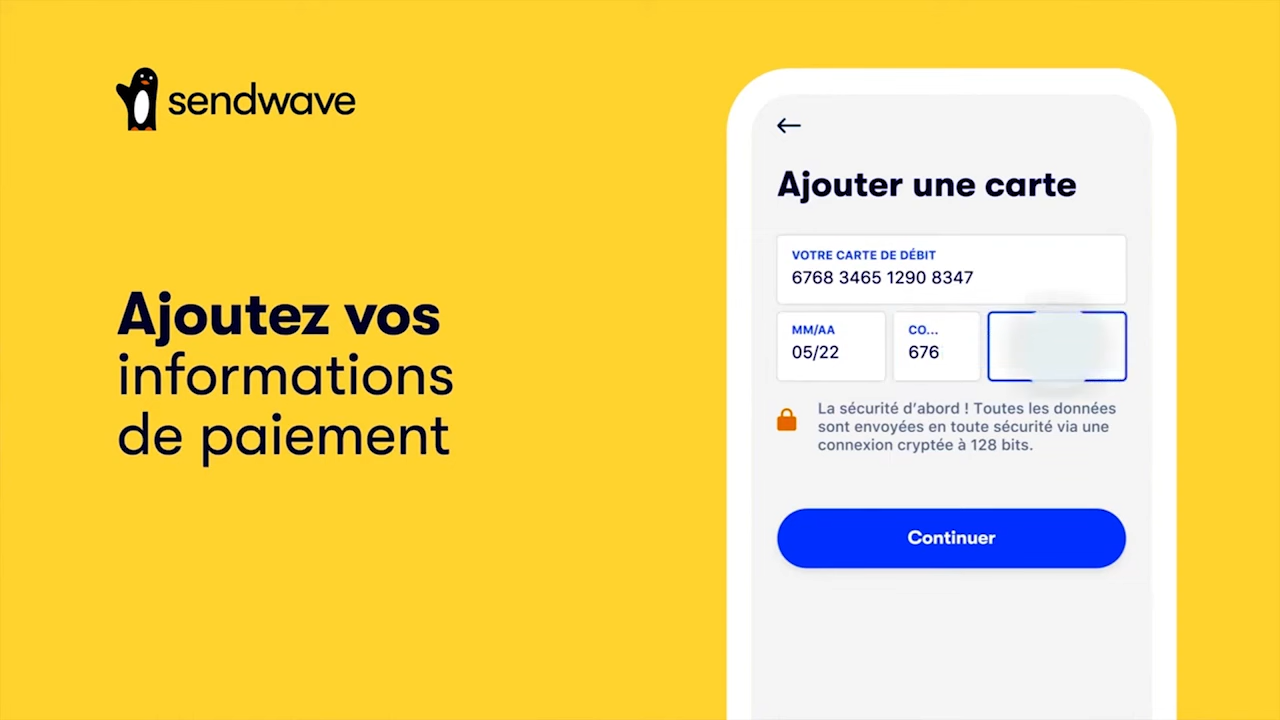 sendwave
Ajoutez vos
informations
de paiement
Ajouter une carte
VOTRE CARTE DE DÉBIT
6768 3465 1290 8347
MM/AA
05/22
CO...
676
La sécurité d’abord ! Toutes les données
sont envoyées en toute sécurité via une
connexion cryptée à 128 bits.
Continuer